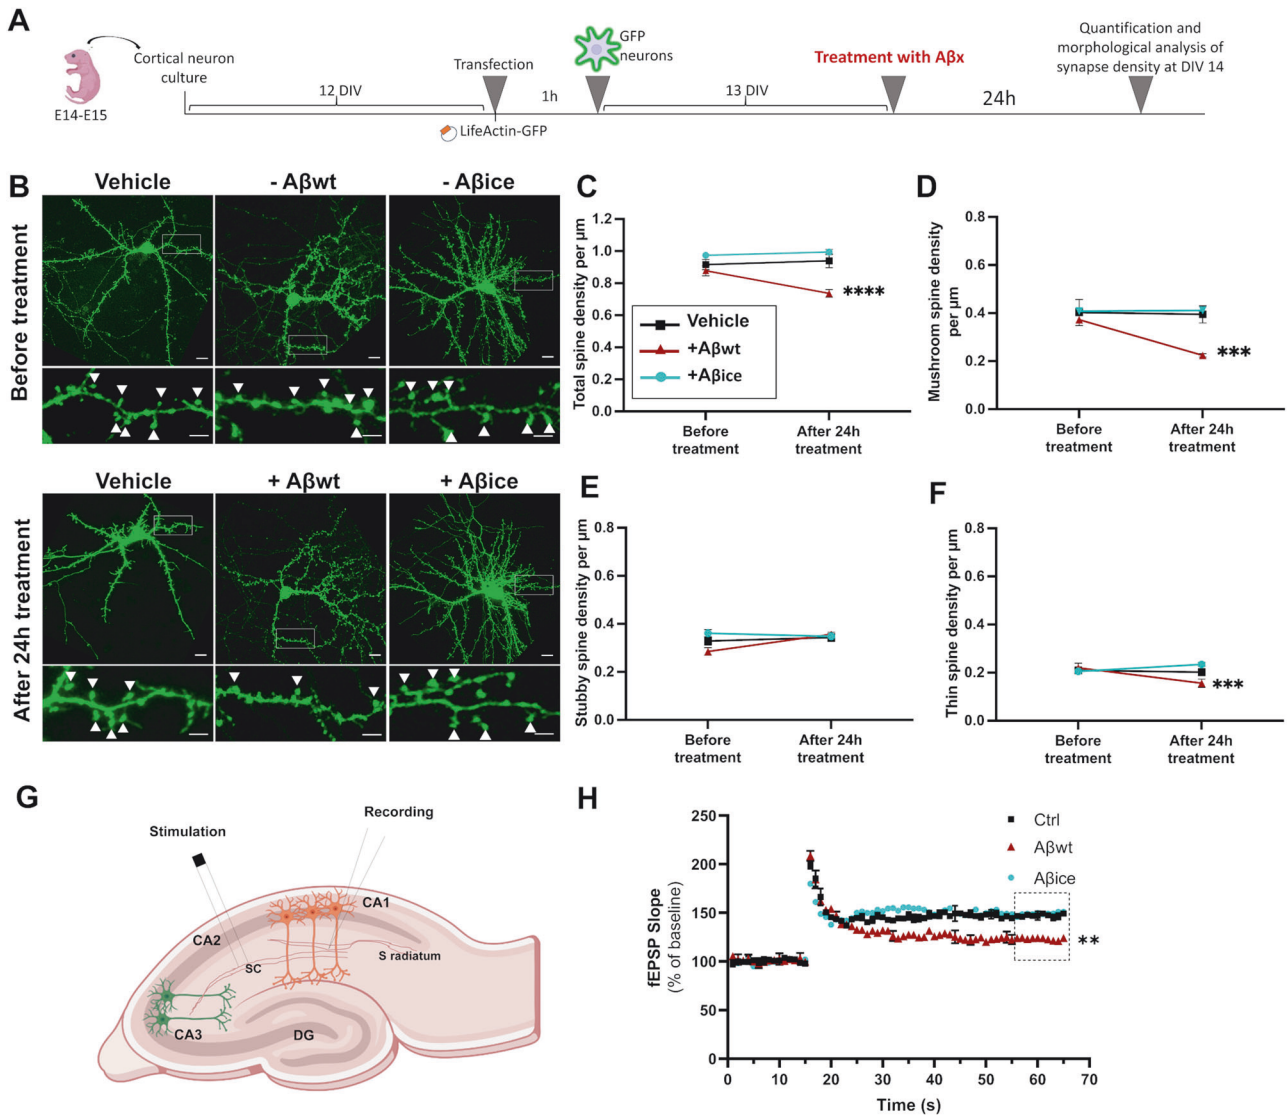 A
E14-E15
Cortical neuron
culture
12 DIV
Transfection
LifeActin-GFP
1h
GFP
neurons
13 DIV
Treatment with Aβx
24h
Quantification and
morphological analysis of
synapse density at DIV 14
B
Vehicle
- Aβwt
- Aβice
Before treatment
Vehicle
+ Aβwt
+ Aβice
After 24h treatment
C
Total spine density per µm
1.2
1.0
0.8
0.6
0.4
0.2
0.0
****
Vehicle
+Aβwt
+Aβice
Before
treatment
After 24h
treatment
D
Mushroom spine density
per µm
0.8
0.6
0.4
0.2
0.0
***
Before
treatment
After 24h
treatment
E
Stubby spine density per µm
0.8
0.6
0.4
0.2
0.0
Before
treatment
After 24h
treatment
F
Thin spine density per µm
0.8
0.6
0.4
0.2
0.0
***
Before
treatment
After 24h
treatment
G
Stimulation
Recording
CA1
CA2
SC
S radiatum
CA3
DG
H
fEPSP Slope
(% of baseline)
250
200
150
100
50
0
Ctrl
Aβwt
Aβice
**
0 10 20 30 40 50 60 70
Time (s)